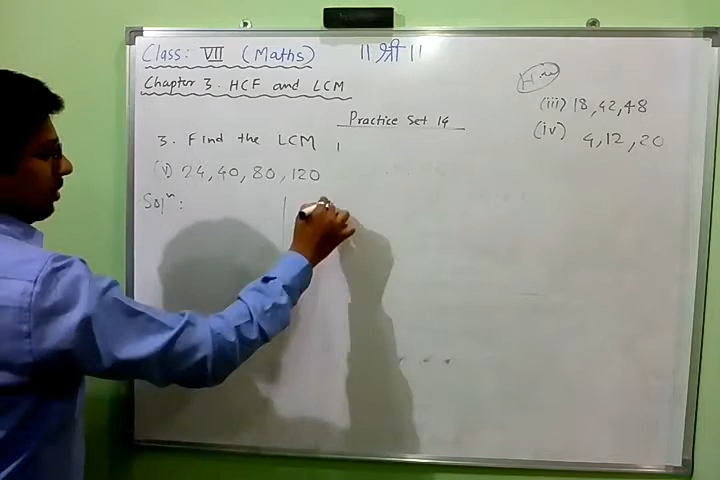 Class: VII (Maths) || श्री ||
Chapter 3. HCF and LCM
Practice Set 14
3. Find the LCM
(v) 24, 40, 80, 120
Solⁿ:
H.W
(iii) 18, 42, 48
(iv) 4, 12, 20